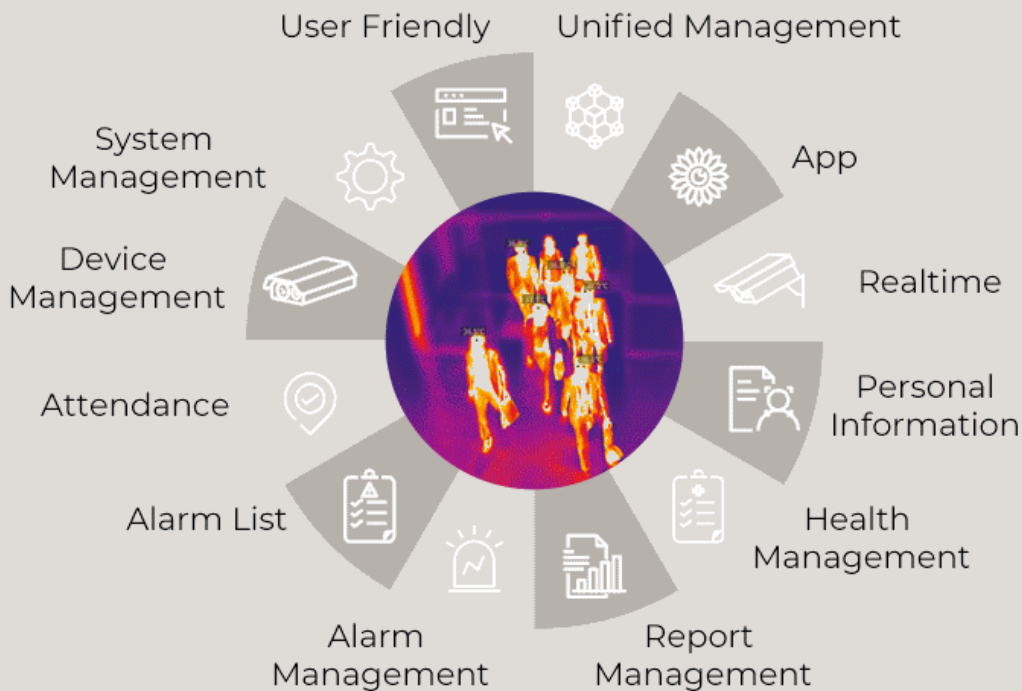 User Friendly
Unified Management
System
Management
App
Device
Management
Realtime
Attendance
Personal
Information
Alarm List
Health
Management
Alarm
Management
Report
Management